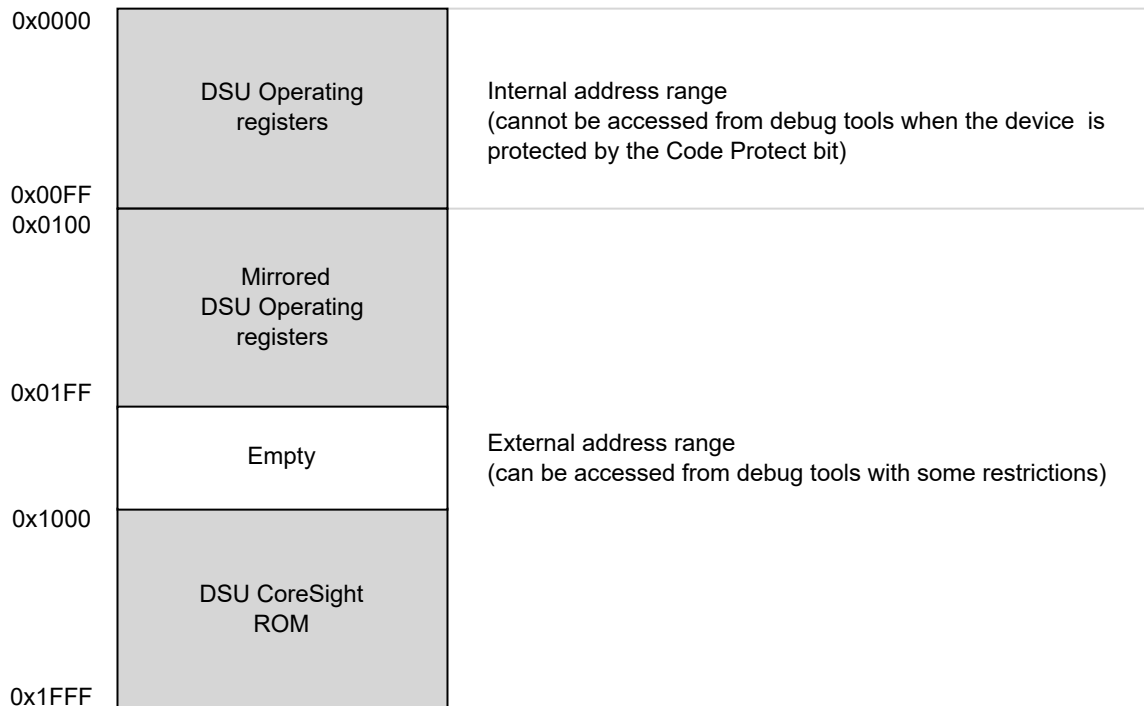 0x0000
DSU Operating
registers
Internal address range
(cannot be accessed from debug tools when the device is
protected by the Code Protect bit)
0x00FF
0x0100
Mirrored
DSU Operating
registers
0x01FF
Empty
External address range
(can be accessed from debug tools with some restrictions)
0x1000
DSU CoreSight
ROM
0x1FFF